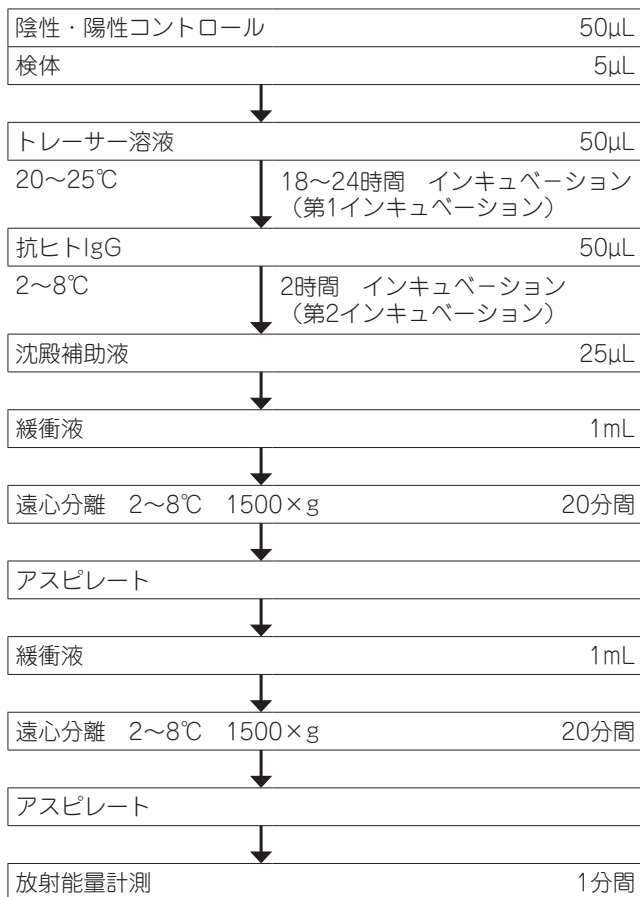 陰性・陽性コントロール 50μL
検体 5μL
トレーサー溶液 50μL
20～25℃ 18～24時間 インキュベーション
（第1インキュベーション）
抗ヒトIgG 50μL
2～8℃ 2時間 インキュベーション
（第2インキュベーション）
沈殿補助液 25μL
緩衝液 1mL
遠心分離 2～8℃ 1500×g 20分間
アスピレート
緩衝液 1mL
遠心分離 2～8℃ 1500×g 20分間
アスピレート
放射能量計測 1分間